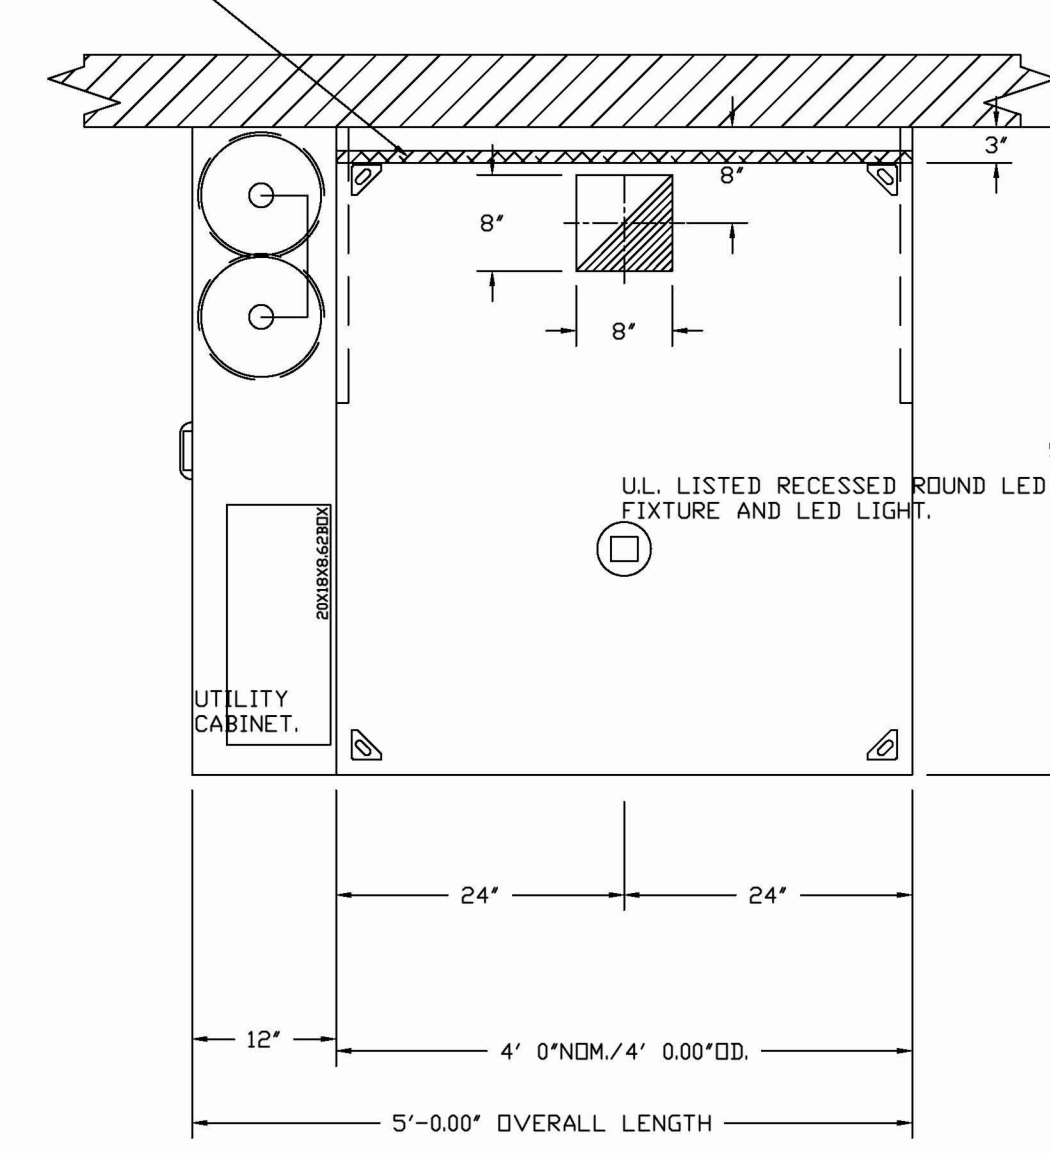 3"
8"
8"
8"
U.L. LISTED RECESSED ROUND LED
FIXTURE AND LED LIGHT.
20X18X8.62BOX
UTILITY
CABINET.
24" 24"
12"
4' 0"NOM./4' 0.00"OD.
5'-0.00" OVERALL LENGTH